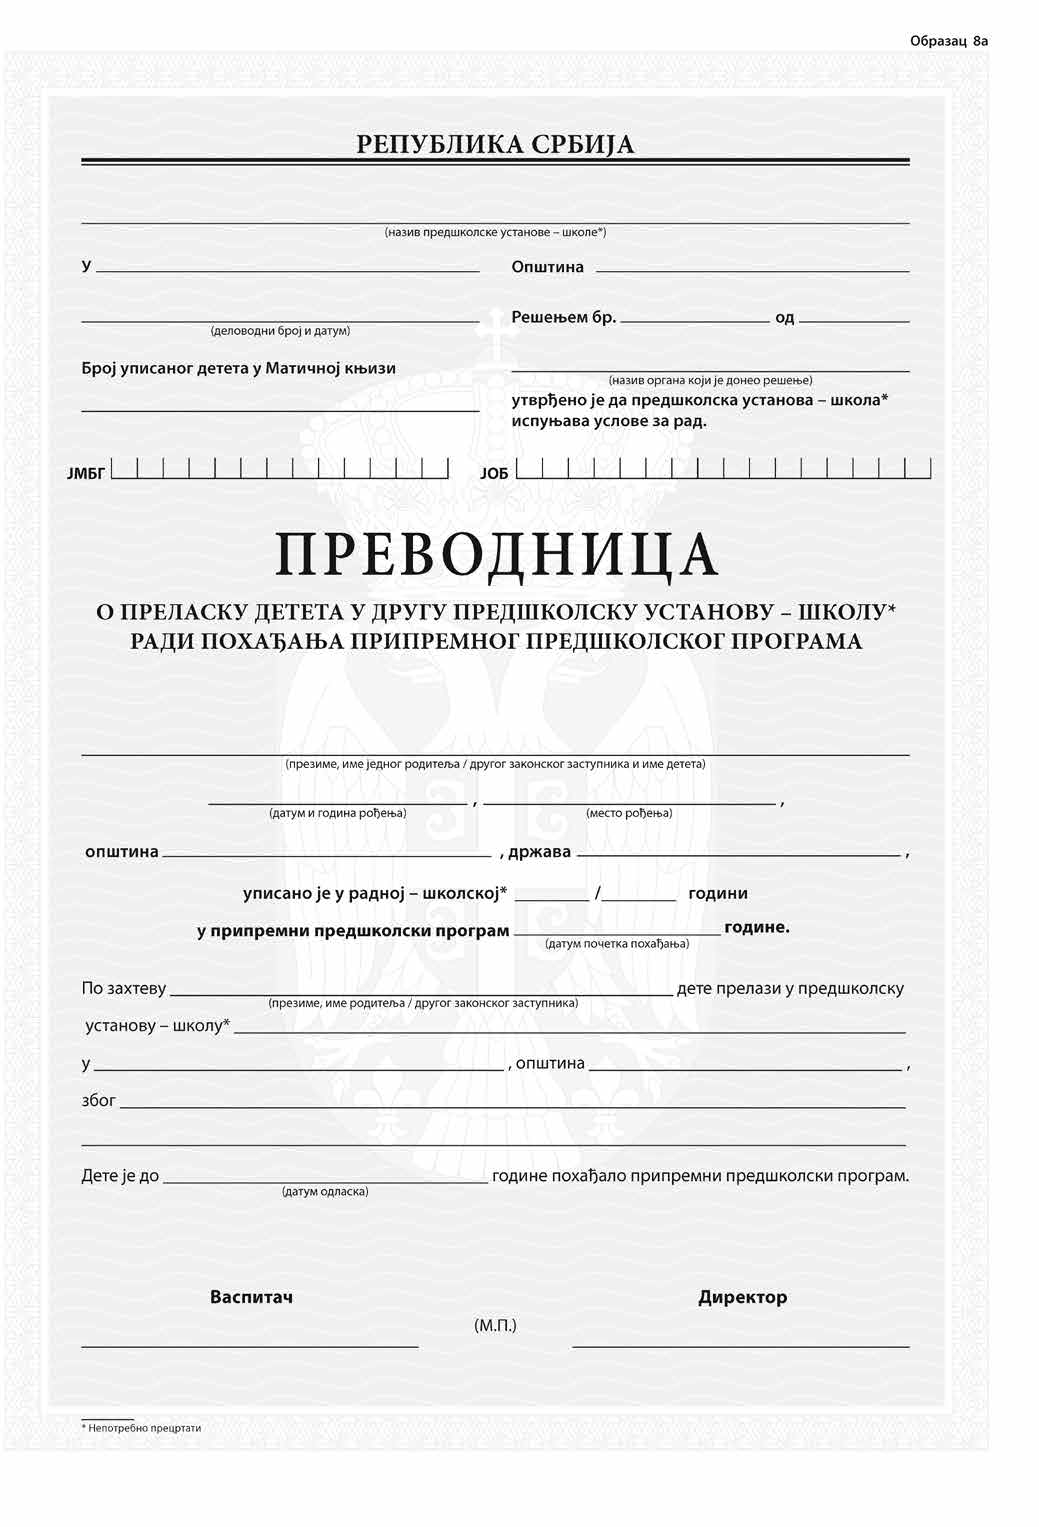 Образац 8а
РЕПУБЛИКА СРБИЈА
(назив предшколске установе – школе*)
У Општина
Решењем бр. од
(деловодни број и датум)
Број уписаног детета у Матичној књизи
(назив органа који је донео решење)
утврђено је да предшколска установа – школа*
испуњава услове за рад.
ЈМБГ ЈОБ
ПРЕВОДНИЦА
О ПРЕЛАСКУ ДЕТЕТА У ДРУГУ ПРЕДШКОЛСКУ УСТАНОВУ – ШКОЛУ*
РАДИ ПОХАЂАЊА ПРИПРЕМНОГ ПРЕДШКОЛСКОГ ПРОГРАМА
(презиме, име једног родитеља / другог законског заступника и име детета)
, ,
(датум и година рођења) (место рођења)
општина , држава ,
уписано је у радној – школској* / години
у припремни предшколски програм године.
(датум почетка похађања)
По захтеву дете прелази у предшколску
(презиме, име родитеља / другог законског заступника)
установу – школу*
у , општина ,
због
Дете је до године похађало припремни предшколски програм.
(датум одласка)
Васпитач Директор
(М.П.)
* Непотребно прецртати